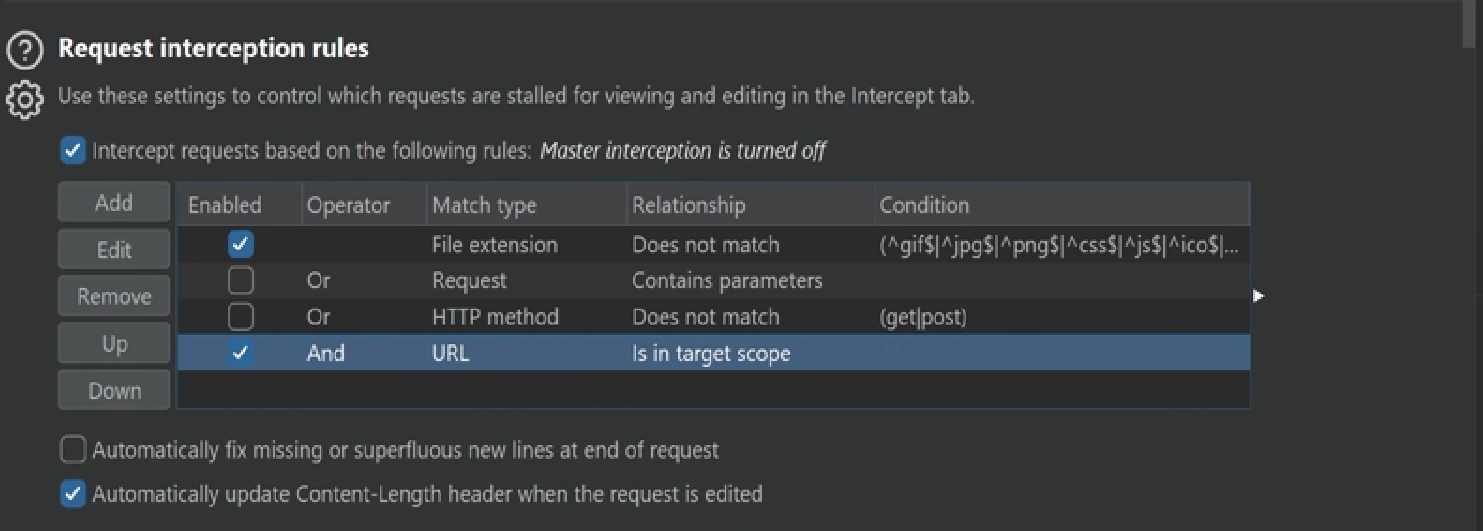 Request interception rules
Use these settings to control which requests are stalled for viewing and editing in the Intercept tab.
Intercept requests based on the following rules: Master interception is turned off
Add
Edit
Remove
Up
Down
Enabled Operator Match type Relationship Condition
File extension Does not match (^gif$|^jpg$|^png$|^css$|^js$|^ico$|...
Or Request Contains parameters
Or HTTP method Does not match (get|post)
And URL Is in target scope
Automatically fix missing or superfluous new lines at end of request
Automatically update Content-Length header when the request is edited